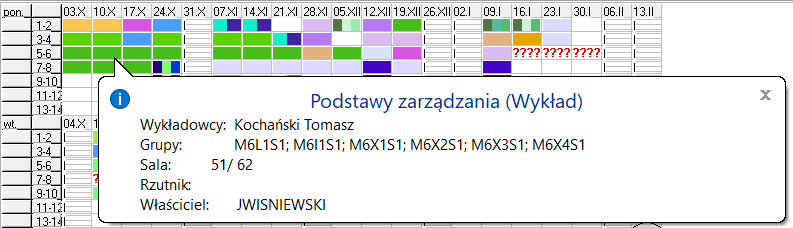 pon. 03.X 10.X 17.X 24.X 31.X 07.XI 14.XI 21.XI 28.XI 05.XII 12.XII 19.XII 26.XII 02.I 09.I 16.I 23.I 30.I 06.II 13.II
1-2
3-4
5-6 ???? ???? ????
7-8
9-10
11-12
13-14
wt. 04.X 1
1-2
3-4
5-6
7-8 ?
9-10
11-12
13-14
Podstawy zarządzania (Wykład) x
Wykładowcy: Kochański Tomasz
Grupy: M6L1S1; M6I1S1; M6X1S1; M6X2S1; M6X3S1; M6X4S1
Sala: 51/ 62
Rzutnik:
Właściciel: JWISNIEWSKI